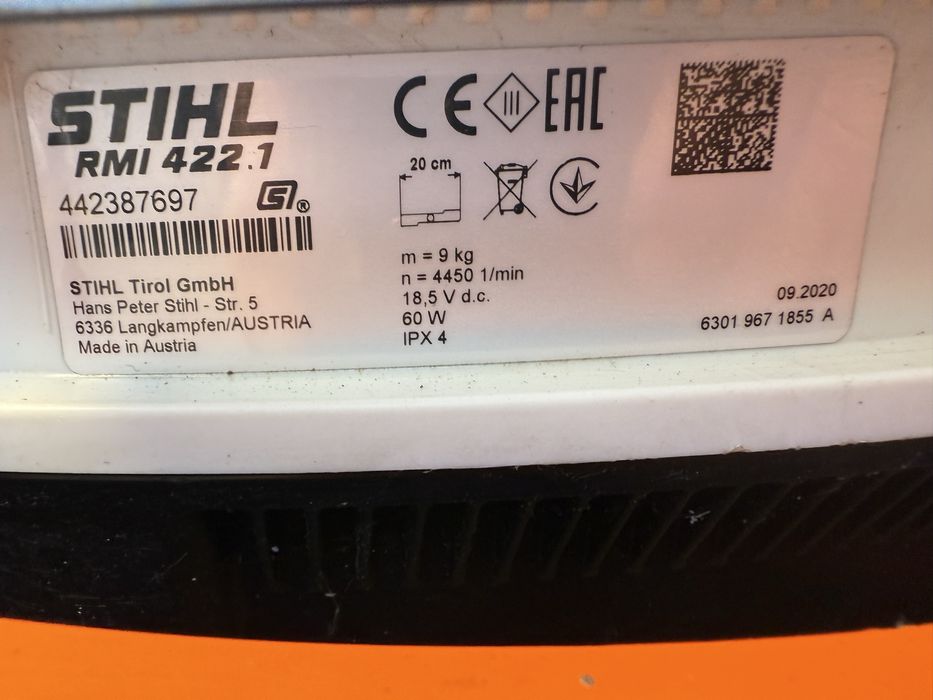 STIHL
RMI 422.1
442387697
STIHL Tirol GmbH
Hans Peter Stihl - Str. 5
6336 Langkampfen/AUSTRIA
Made in Austria
CE III EAC
20 cm
m = 9 kg
n = 4450 1/min
18,5 V d.c.
60 W
IPX 4
09.2020
6301 967 1855 A